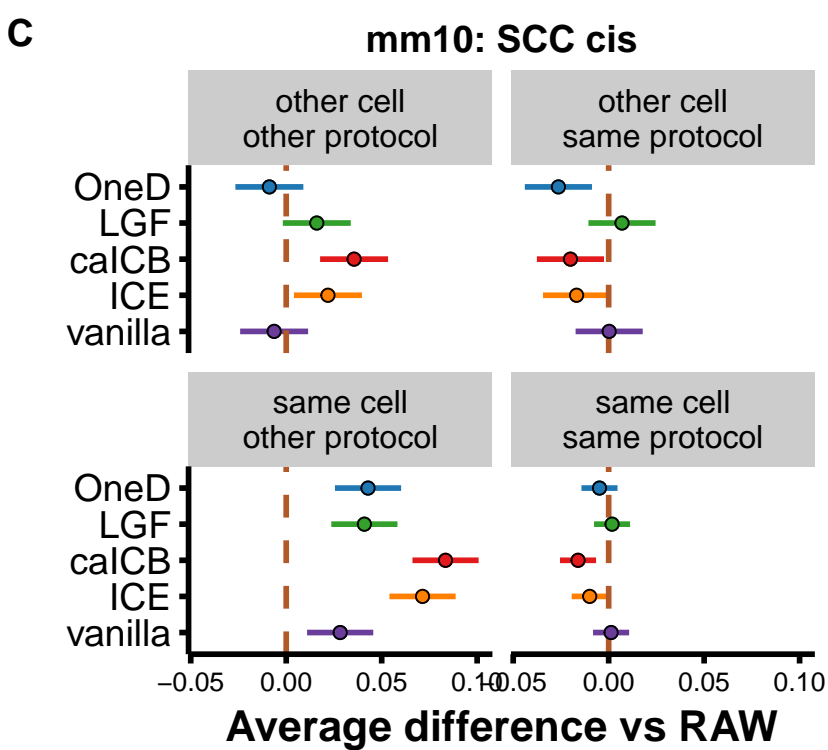 C
mm10: SCC cis
other cell
other protocol
other cell
same protocol
OneD
LGF
caICB
ICE
vanilla
same cell
other protocol
same cell
same protocol
OneD
LGF
caICB
ICE
vanilla
−0.05 0.00 0.05 0.10
−0.05 0.00 0.05 0.10
Average difference vs RAW